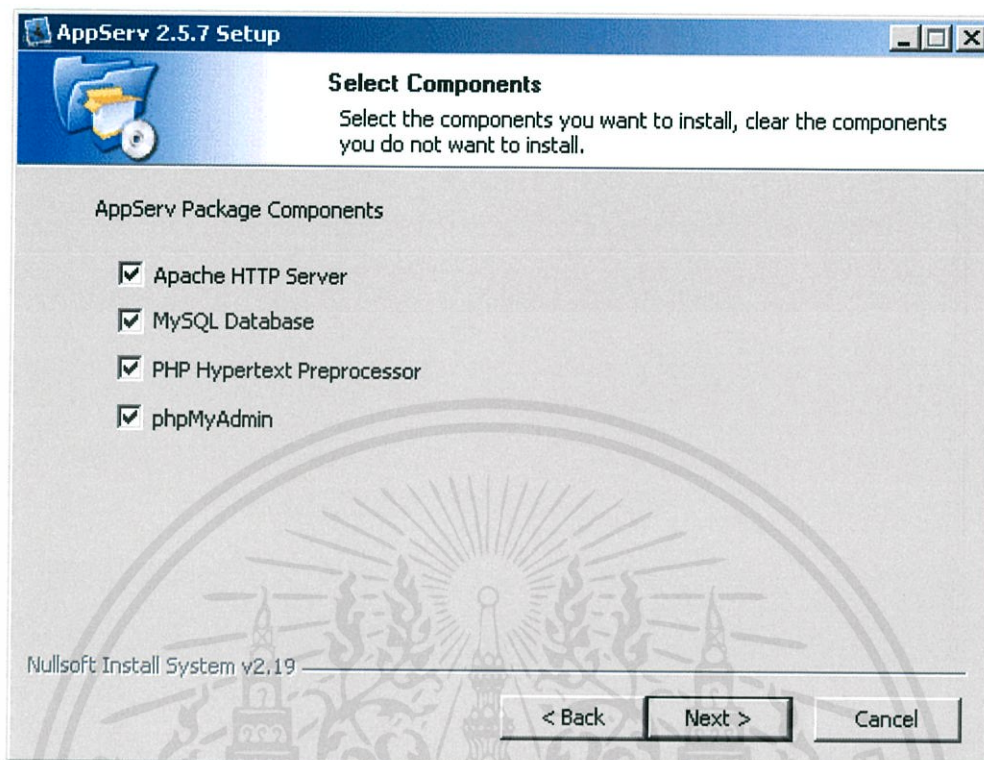 AppServ 2.5.7 Setup
Select Components
Select the components you want to install, clear the components
you do not want to install.
AppServ Package Components
Apache HTTP Server
MySQL Database
PHP Hypertext Preprocessor
phpMyAdmin
Nullsoft Install System v2.19
< Back
Next >
Cancel